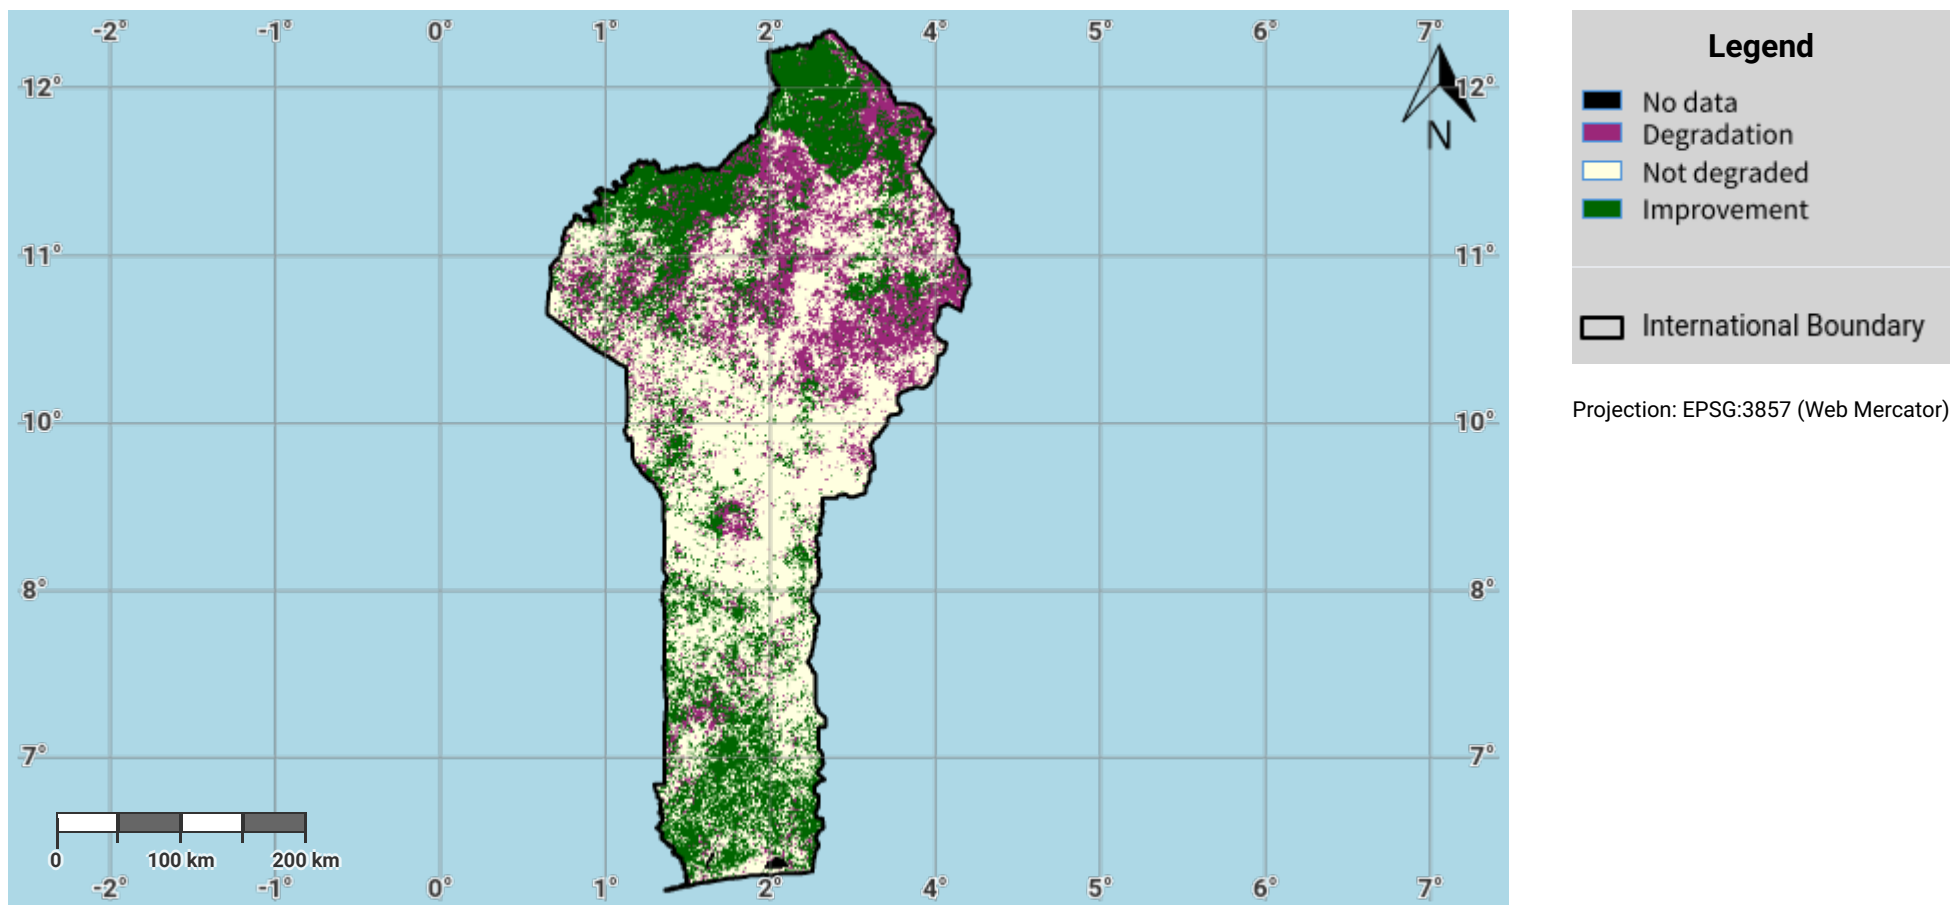 -2° -1° 0° 1° 2° 4° 5° 6° 7°
12° 12°
11° 11°
10° 10°
8° 8°
7° 7°
-2° -1° 0° 1° 2° 4° 5° 6° 7°
N
0 100 km 200 km
Legend
No data
Degradation
Not degraded
Improvement
International Boundary
Projection: EPSG:3857 (Web Mercator)